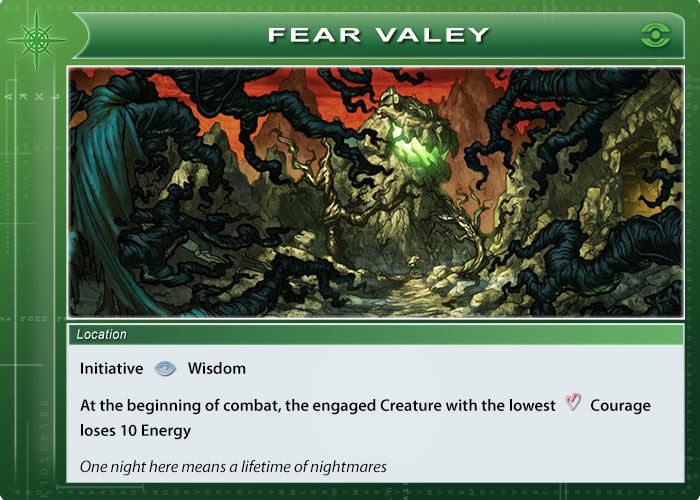 FEAR VALEY
Location
Initiative Wisdom
At the beginning of combat, the engaged Creature with the lowest Courage
loses 10 Energy
One night here means a lifetime of nightmares